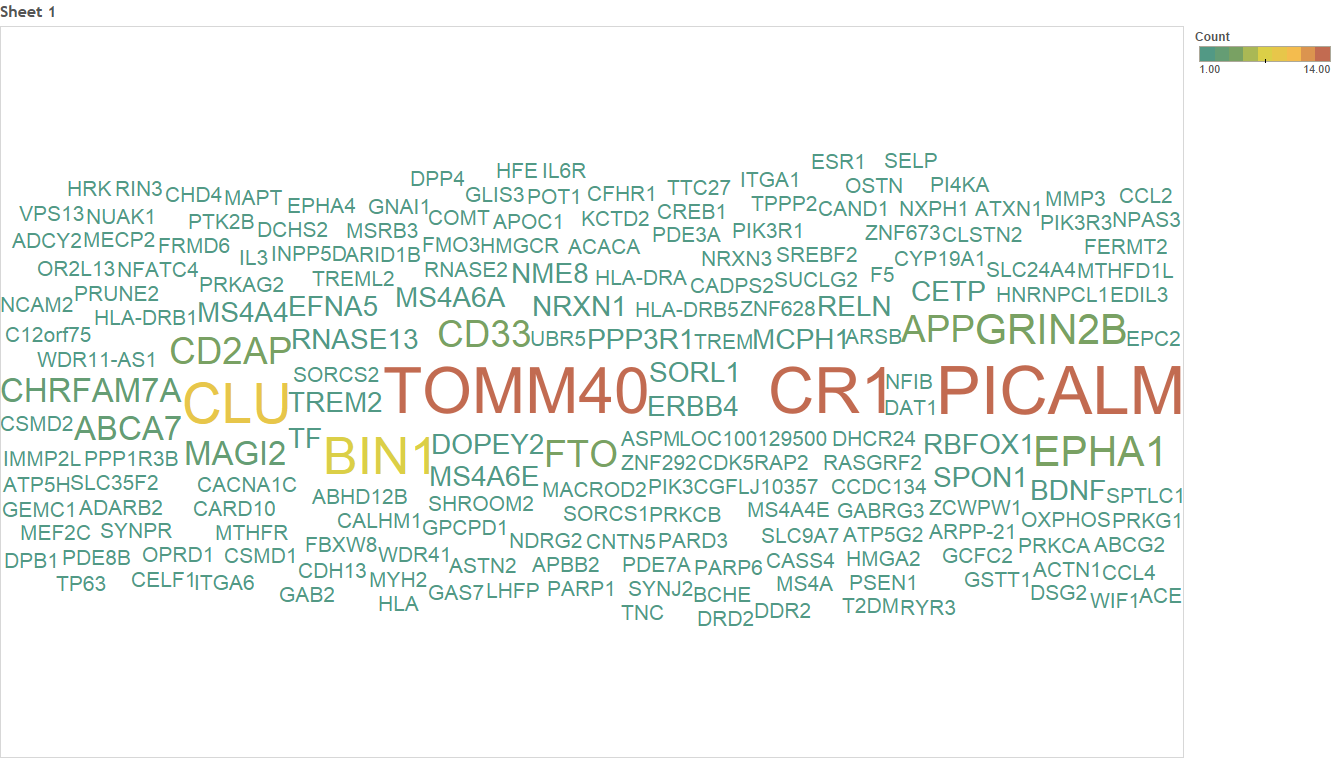 Sheet 1
Count
1.00 14.00
ESR1 SELP
HFE IL6R
DPP4 TTC27 ITGA1 OSTN PI4KA
HRK RIN3 CHD4 MAPT GLIS3 POT1 CFHR1 MMP3 CCL2
EPHA4 GNAI1 CREB1 TPPP2 CAND1 NXPH1 ATXN1
VPS13 NUAK1 PTK2B DCHS2 MSRB3 COMT APOC1 KCTD2 PDE3A PIK3R1 ZNF673 CLSTN2 PIK3R3 NPAS3
ADCY2 MECP2 FRMD6 IL3 INPP5D ARID1B FMO3 HMGCR ACACA NRXN3 SREBF2 CYP19A1 FERMT2
OR2L13 NFATC4 PRKAG2 TREML2 RNASE2 NME8 HLA-DRA CADPS2 SUCLG2 F5 SLC24A4 MTHFD1L
NCAM2 PRUNE2 HLA-DRB1 MS4A4 EFNA5 MS4A6A NRXN1 HLA-DRB5 ZNF628 RELN CETP HNRNPCL1 EDIL3
C12orf75 RNASE13 CD33 UBR5 PPP3R1 TREM MCPH1 ARSB APP GRIN2B EPC2
WDR11-AS1 CD2AP
CHRFAM7A CLU SORCS2 TREM2 TOMM40 SORL1 ERBB4 CR1 NFIB DAT1 PICALM
CSMD2 ABCA7 TF DOPEY2 ASPM LOC100129500 DHCR24 RBFOX1
IMMP2L PPP1R3B MAGI2 BIN1 FTO ZNF292 CDK5RAP2 RASGRF2 EPHA1
ATP5H SLC35F2 CACNA1C MS4A6E MACROD2 PIK3CG FLJ10357 CCDC134 SPON1 BDNF SPTLC1
GEMC1 ADARB2 CARD10 ABHD12B SHROOM2 SORCS1 PRKCB MS4A4E GABRG3 ZCWPW1
MEF2C SYNPR MTHFR CALHM1 GPCPD1 NDRG2 CNTN5 PARD3 SLC9A7 ATP5G2 ARPP-21 OXPHOS PRKG1
DPB1 PDE8B OPRD1 CSMD1 FBXW8 WDR41 ASTN2 APBB2 PDE7A PARP6 CASS4 HMGA2 GCFC2 PRKCA ABCG2
TP63 CELF1 ITGA6 CDH13 MYH2 GAS7 LHFP PARP1 SYNJ2 BCHE MS4A PSEN1 GSTT1 ACTN1 CCL4
GAB2 HLA TNC DRD2 DDR2 T2DM RYR3 DSG2 WIF1 ACE